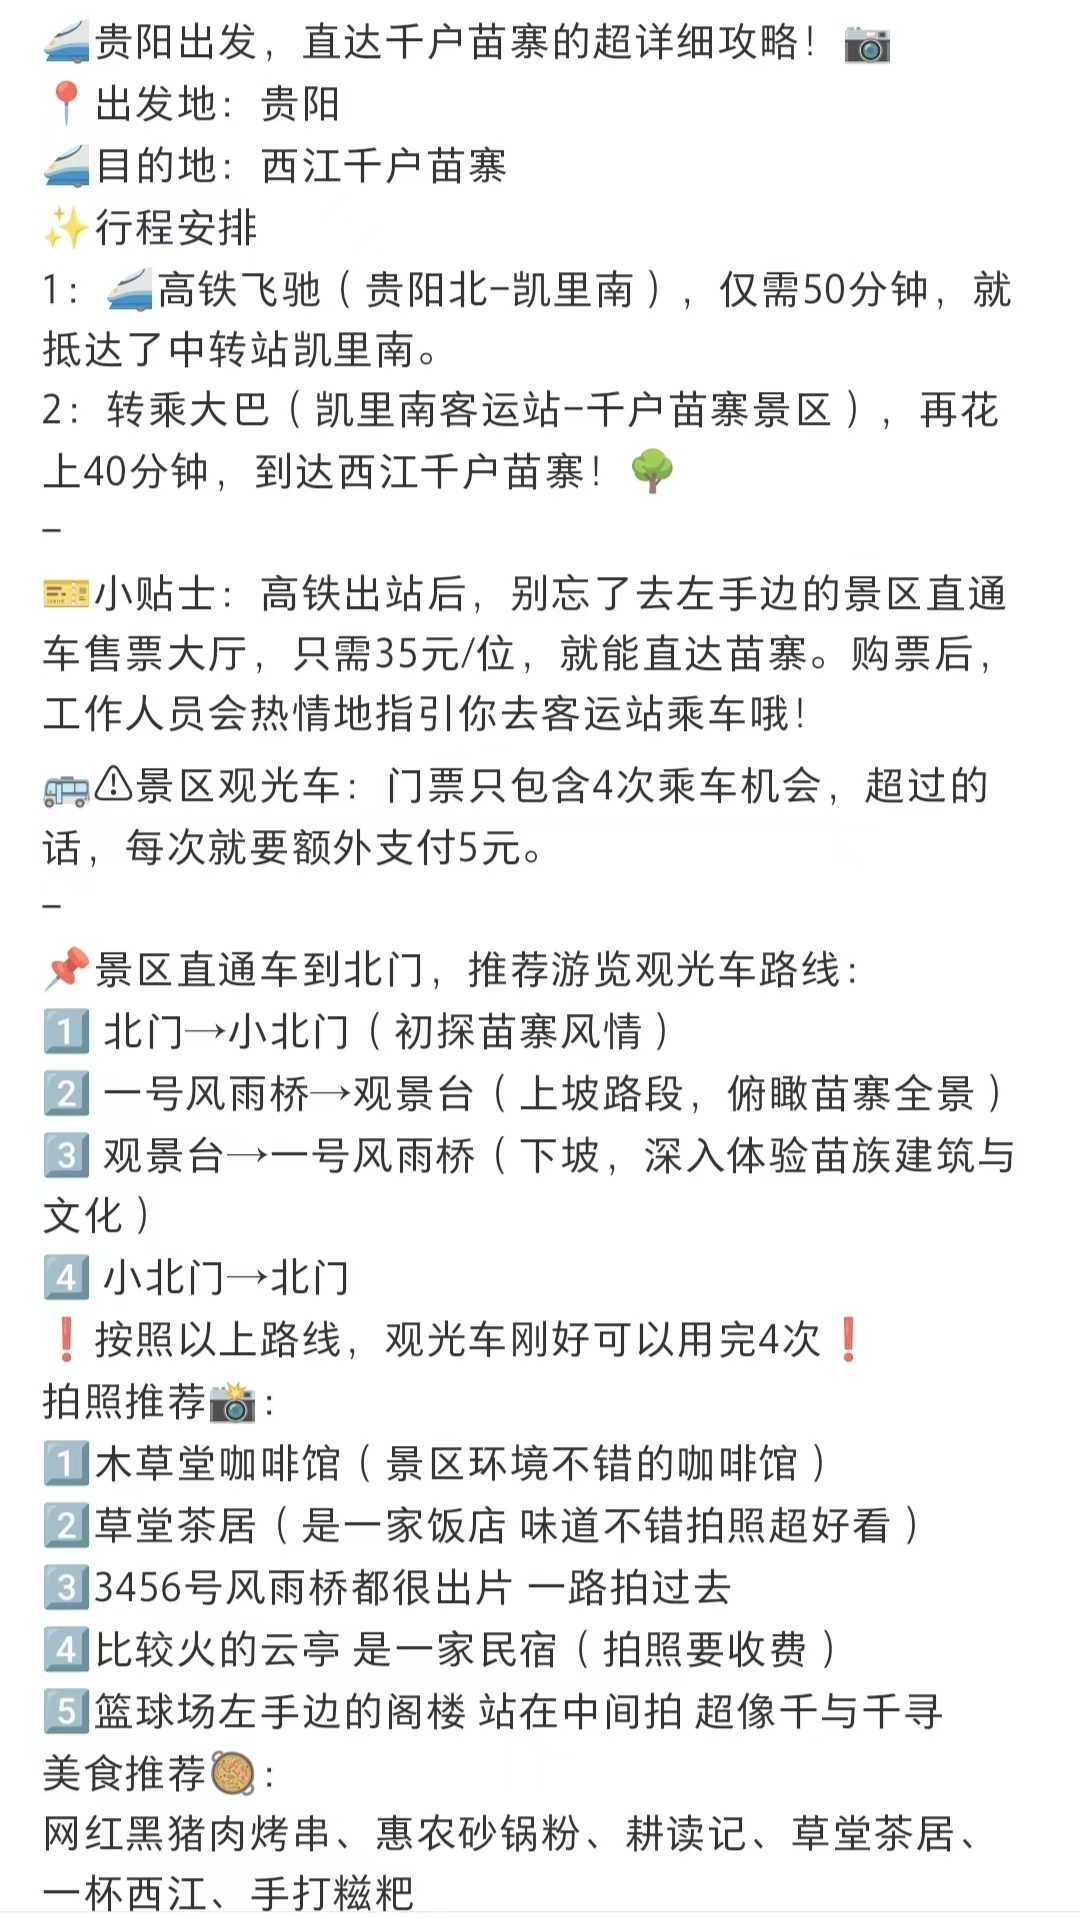 🚄贵阳出发，直达千户苗寨的超详细攻略！📷
📍出发地：贵阳
🚄目的地：西江千户苗寨
✨行程安排
1：🚄高铁飞驰（贵阳北-凯里南），仅需50分钟，就
抵达了中转站凯里南。
2：转乘大巴（凯里南客运站-千户苗寨景区），再花
上40分钟，到达西江千户苗寨！🌳
-
🎫小贴士：高铁出站后，别忘了去左手边的景区直通
车售票大厅，只需35元/位，就能直达苗寨。购票后，
工作人员会热情地指引你去客运站乘车哦！
🚌⚠景区观光车：门票只包含4次乘车机会，超过的
话，每次就要额外支付5元。
-
📌景区直通车到北门，推荐游览观光车路线：
1️⃣ 北门→小北门（初探苗寨风情）
2️⃣ 一号风雨桥→观景台（上坡路段，俯瞰苗寨全景）
3️⃣ 观景台→一号风雨桥（下坡，深入体验苗族建筑与
文化）
4️⃣ 小北门→北门
❗按照以上路线，观光车刚好可以用完4次❗
拍照推荐📸：
1️⃣木草堂咖啡馆（景区环境不错的咖啡馆）
2️⃣草堂茶居（是一家饭店 味道不错拍照超好看）
3️⃣3456号风雨桥都很出片 一路拍过去
4️⃣比较火的云亭 是一家民宿（拍照要收费）
5️⃣篮球场左手边的阁楼 站在中间拍 超像千与千寻
美食推荐🥘：
网红黑猪肉烤串、惠农砂锅粉、耕读记、草堂茶居、
一杯西江、手打糍粑